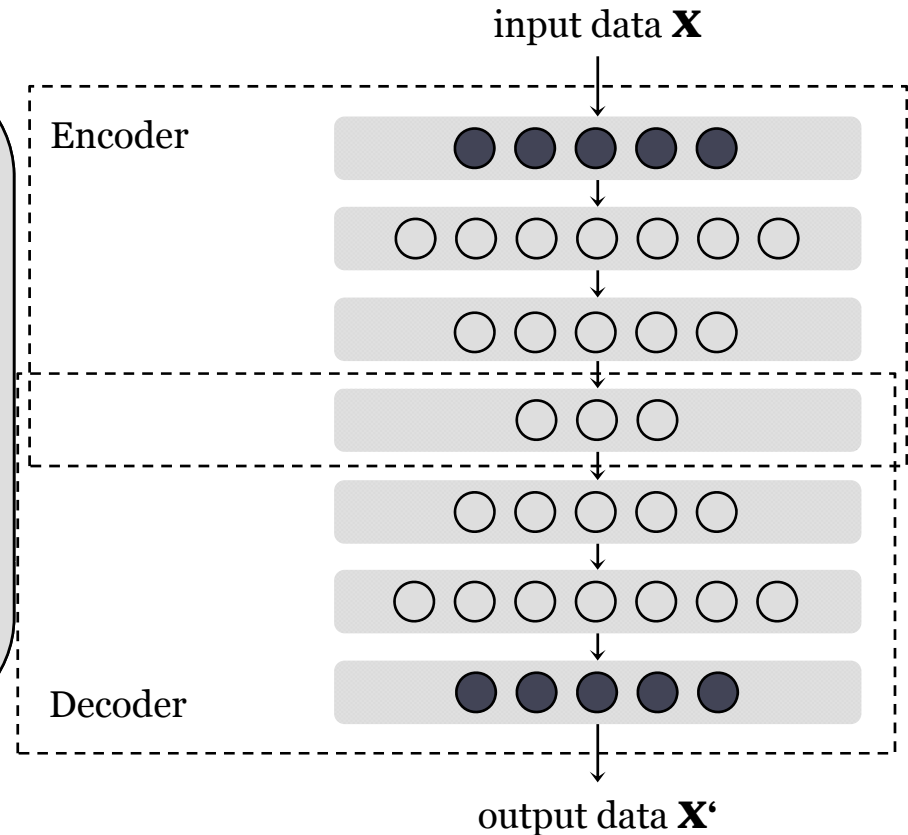 input data X
Encoder
Decoder
output data X‘